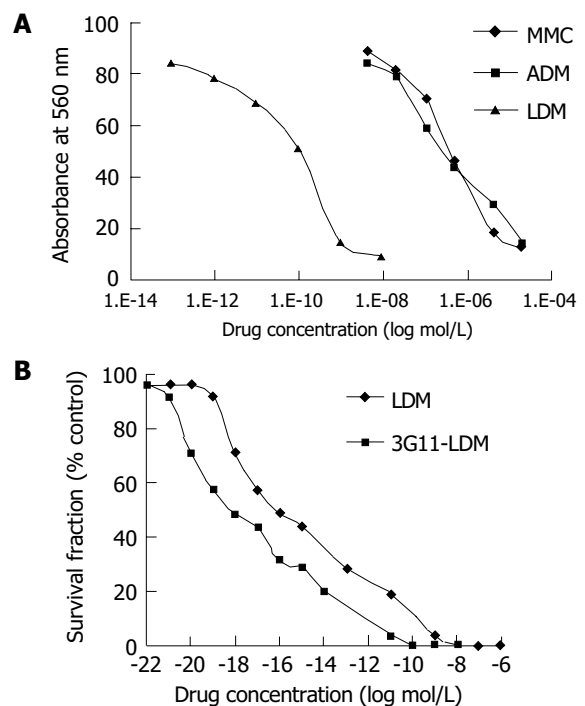 A
Absorbance at 560 nm
100
80
60
40
20
0
1.E-14
1.E-12
1.E-10
1.E-08
1.E-06
1.E-04
Drug concentration (log mol/L)
MMC
ADM
LDM
B
Survival fraction (% control)
100
80
60
40
20
0
-22
-20
-18
-16
-14
-12
-10
-8
-6
Drug concentration (log mol/L)
LDM
3G11-LDM